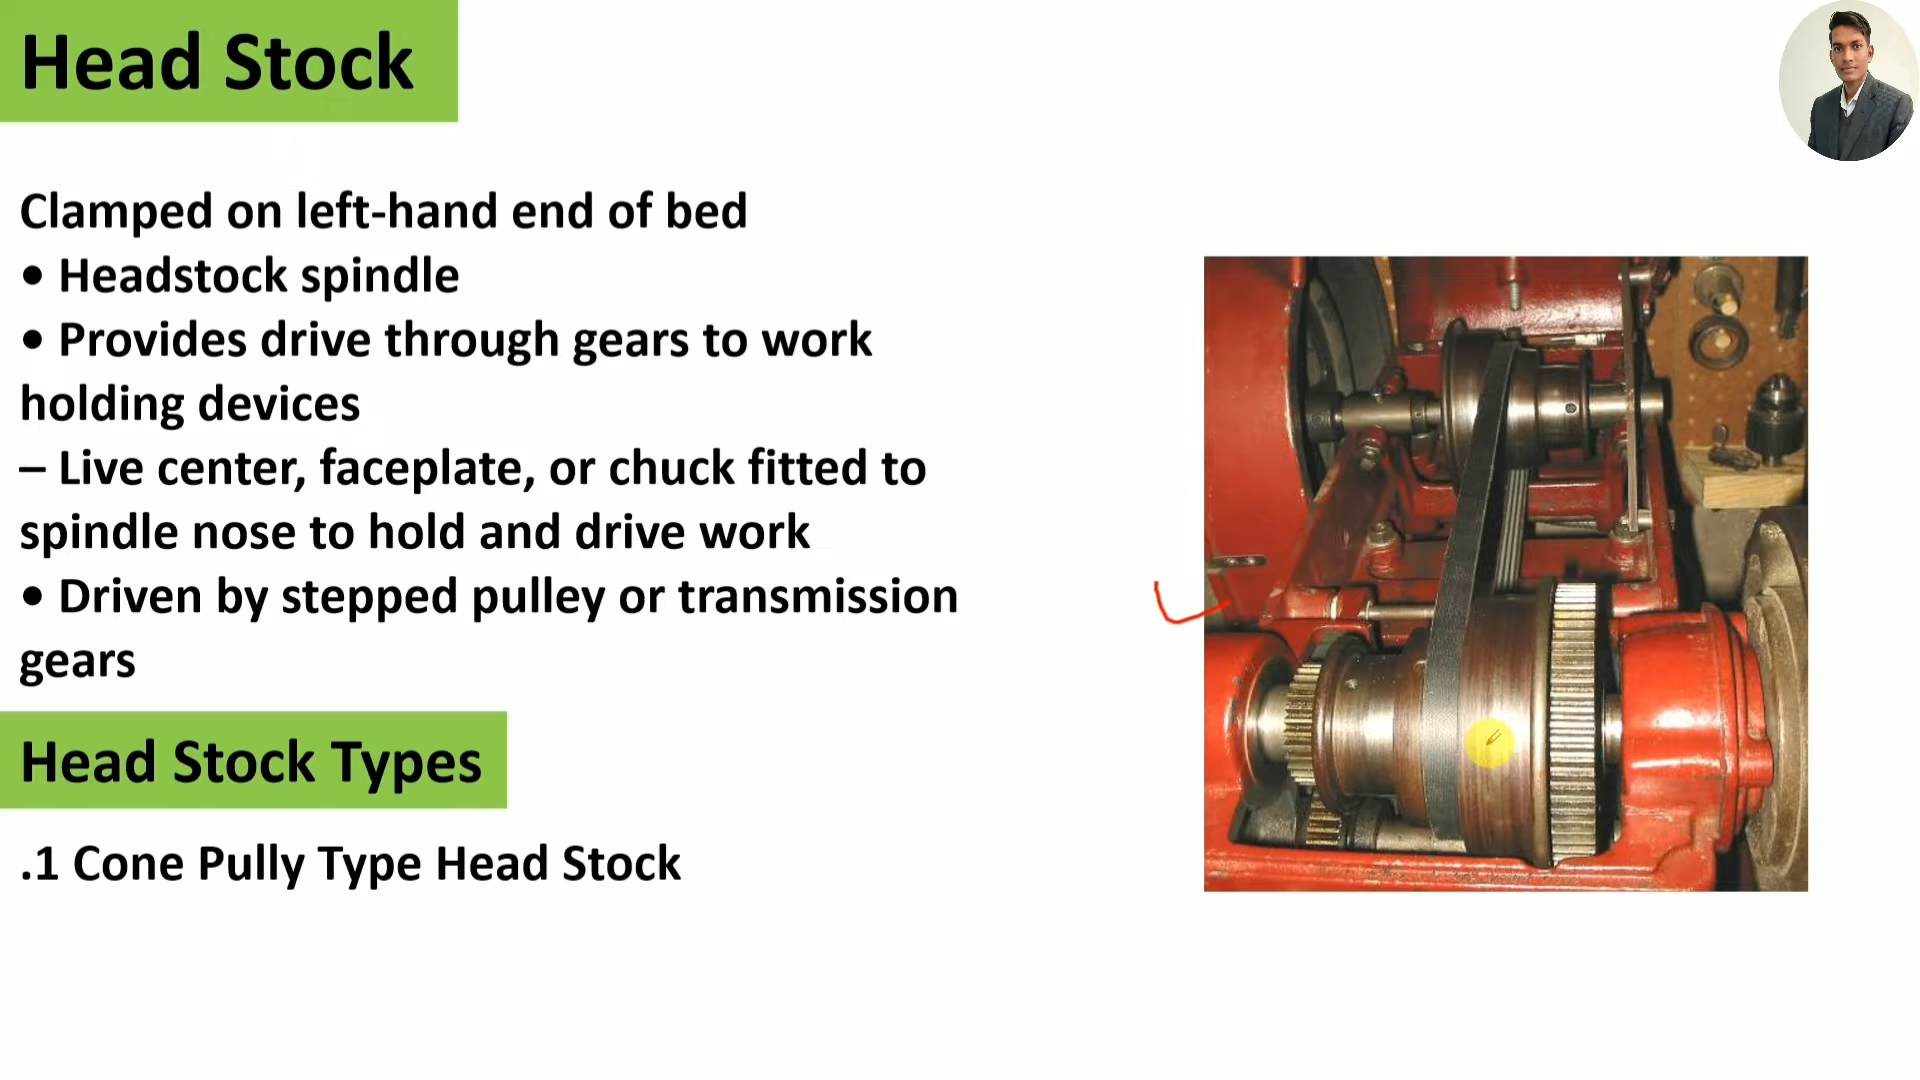 Head Stock
Clamped on left-hand end of bed
• Headstock spindle
• Provides drive through gears to work
holding devices
– Live center, faceplate, or chuck fitted to
spindle nose to hold and drive work
• Driven by stepped pulley or transmission
gears
Head Stock Types
.1 Cone Pully Type Head Stock